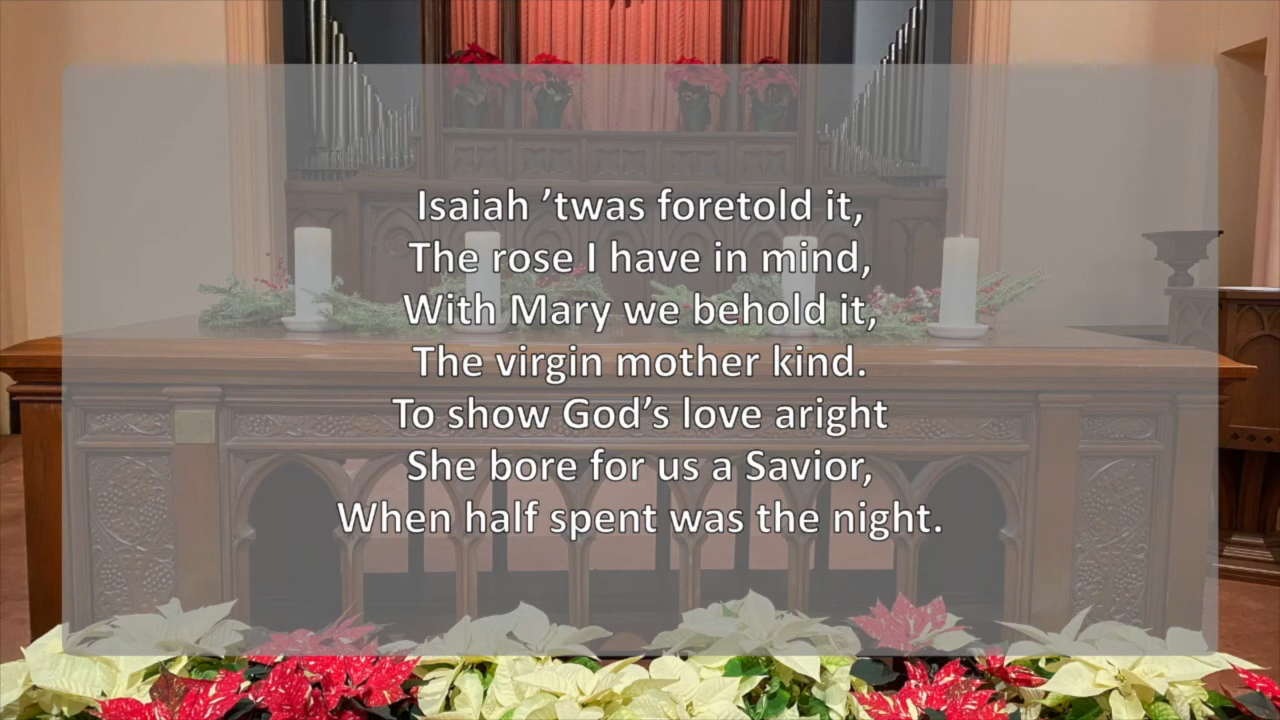 Isaiah ’twas foretold it,
The rose I have in mind,
With Mary we behold it,
The virgin mother kind.
To show God’s love aright
She bore for us a Savior,
When half spent was the night.